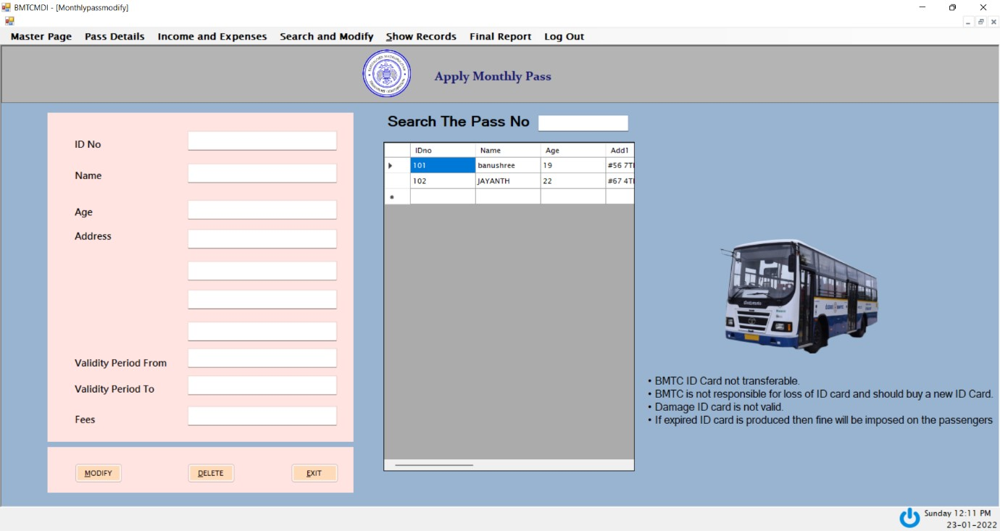 BMTCMDI - [Monthlypassmodify]
Master Page Pass Details Income and Expenses Search and Modify Show Records Final Report Log Out
Apply Monthly Pass
ID No
Name
Age
Address
Validity Period From
Validity Period To
Fees
MODIFY DELETE EXIT
Search The Pass No
IDno Name Age Add1
101 banushree 19 #56 7TH
102 JAYANTH 22 #67 4TH
• BMTC ID Card not transferable.
• BMTC is not responsible for loss of ID card and should buy a new ID Card.
• Damage ID card is not valid.
• If expired ID card is produced then fine will be imposed on the passengers
Sunday 12:11 PM
23-01-2022